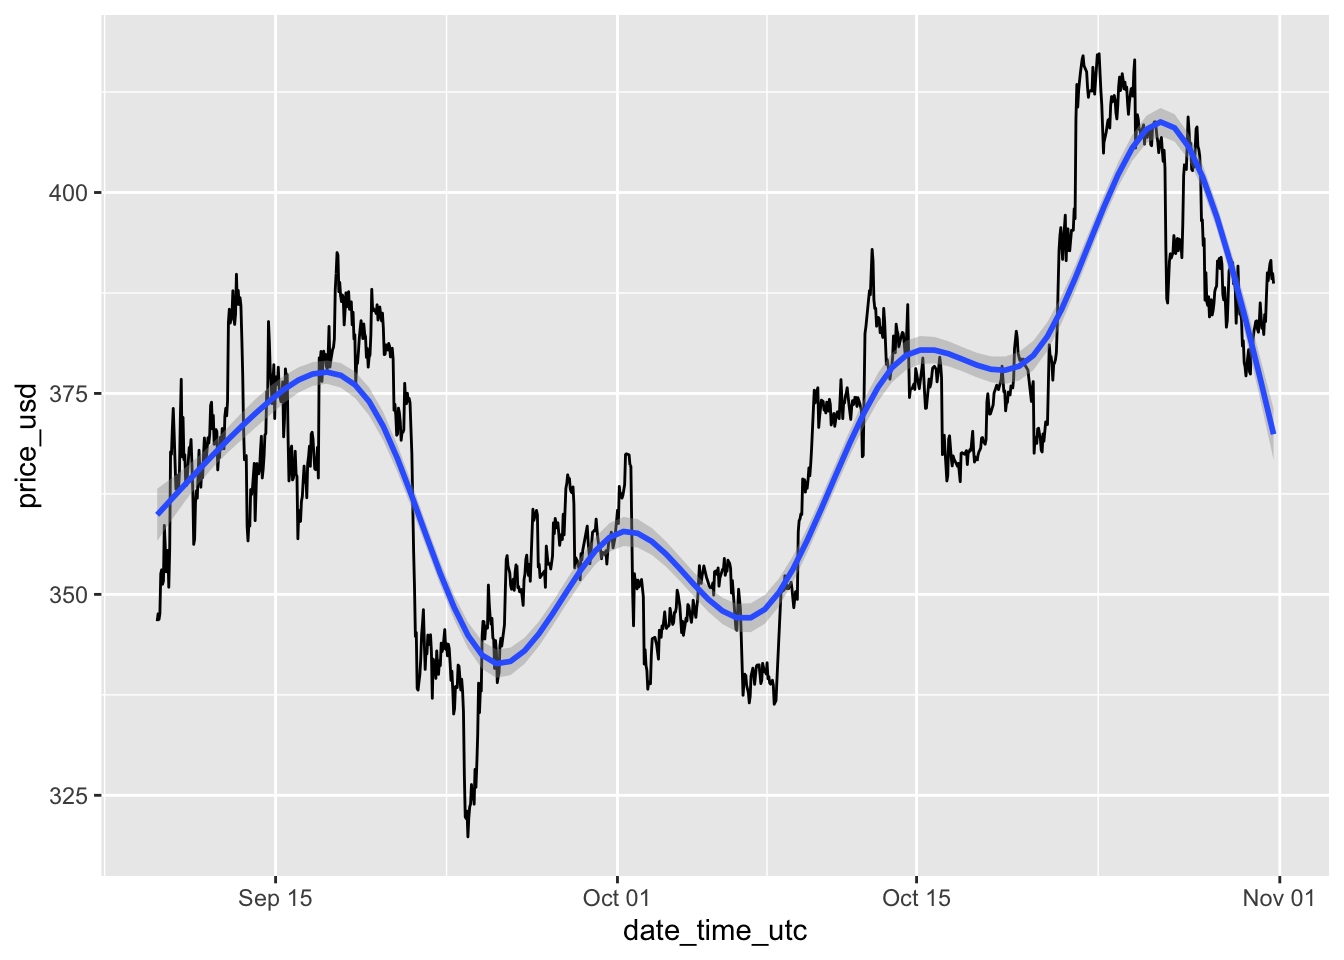 price_usd
400
375
350
325
Sep 15
Oct 01
Oct 15
Nov 01
date_time_utc